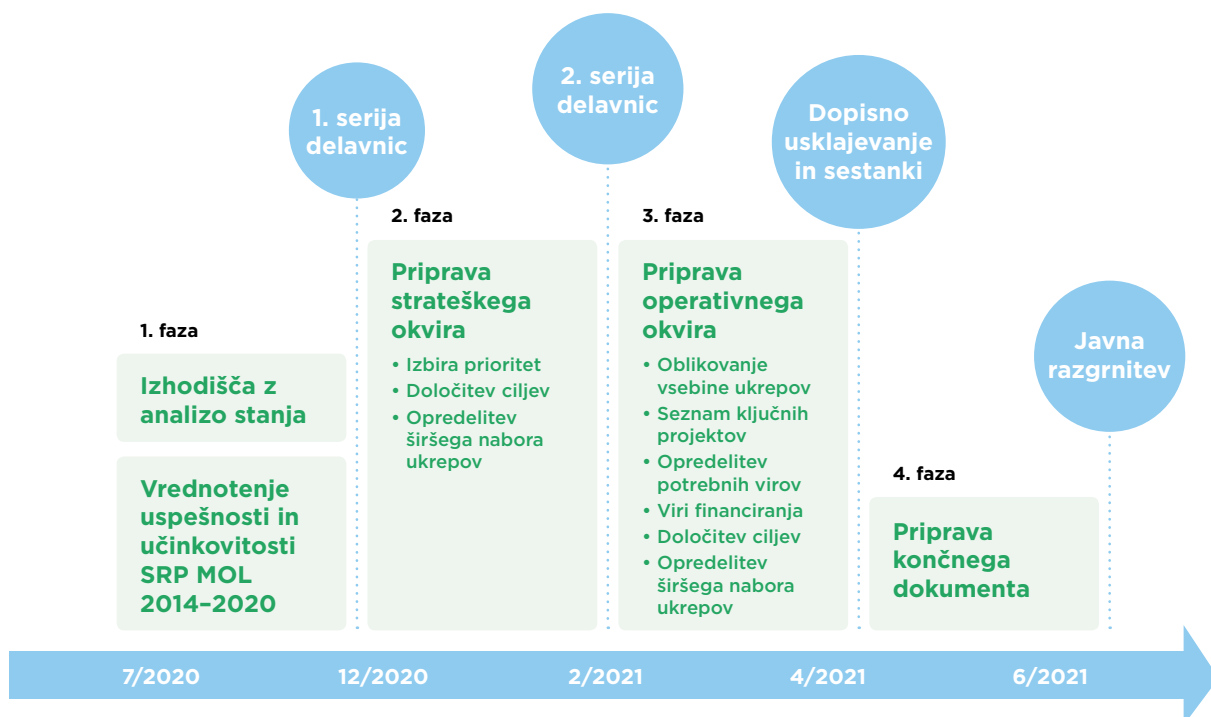 1. serija
delavnic
2. serija
delavnic
Dopisno
usklajevanje
in sestanki
Javna
razgrnitev
1. faza
Izhodišča z
analizo stanja
Vrednotenje
uspešnosti in
učinkovitosti
SRP MOL
2014–2020
2. faza
Priprava
strateškega
okvira
• Izbira prioritet
• Določitev ciljev
• Opredelitev
širšega nabora
ukrepov
3. faza
Priprava
operativnega
okvira
• Oblikovanje
vsebine ukrepov
• Seznam ključnih
projektov
• Opredelitev
potrebnih virov
• Viri financiranja
• Določitev ciljev
• Opredelitev
širšega nabora
ukrepov
4. faza
Priprava
končnega
dokumenta
7/2020
12/2020
2/2021
4/2021
6/2021